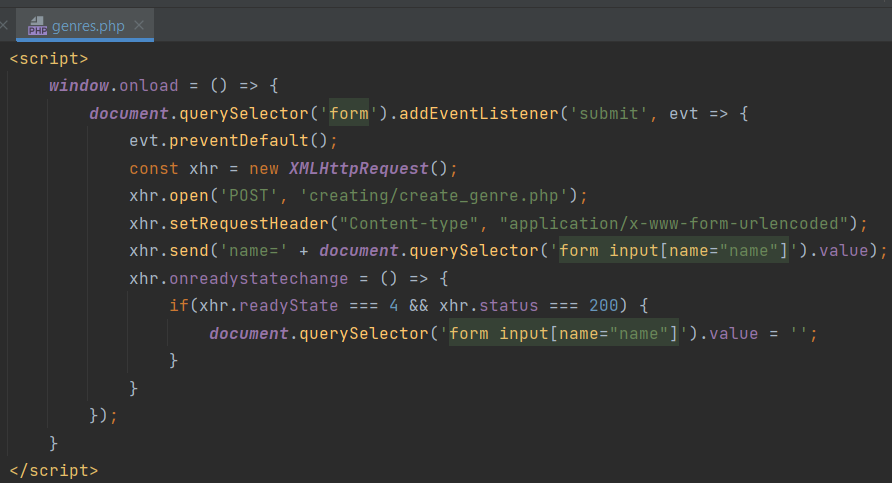 PHP genres.php
<script>
    window.onload = () => {
        document.querySelector('form').addEventListener('submit', evt => {
            evt.preventDefault();
            const xhr = new XMLHttpRequest();
            xhr.open('POST', 'creating/create_genre.php');
            xhr.setRequestHeader("Content-type", "application/x-www-form-urlencoded");
            xhr.send('name=' + document.querySelector('form input[name="name"]').value);
            xhr.onreadystatechange = () => {
                if(xhr.readyState === 4 && xhr.status === 200) {
                    document.querySelector('form input[name="name"]').value = '';
                }
            }
        });
    }
</script>